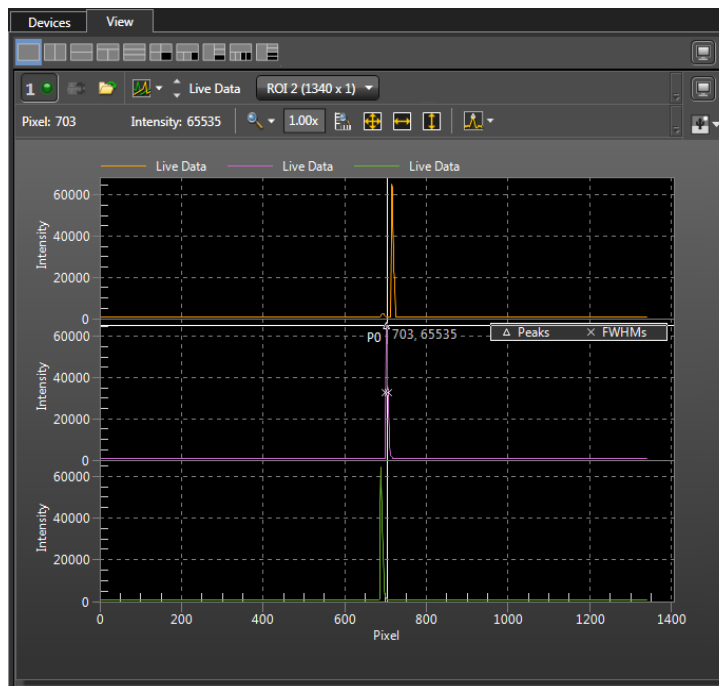 Devices View
1 Live Data ROI 2 (1340 x 1)
Pixel: 703 Intensity: 65535 1.00x
Live Data Live Data Live Data
60000
40000
20000
0
Intensity
P0 703, 65535 Peaks FWHMs
60000
40000
20000
0
Intensity
60000
40000
20000
0
Intensity
0 200 400 600 800 1000 1200 1400
Pixel